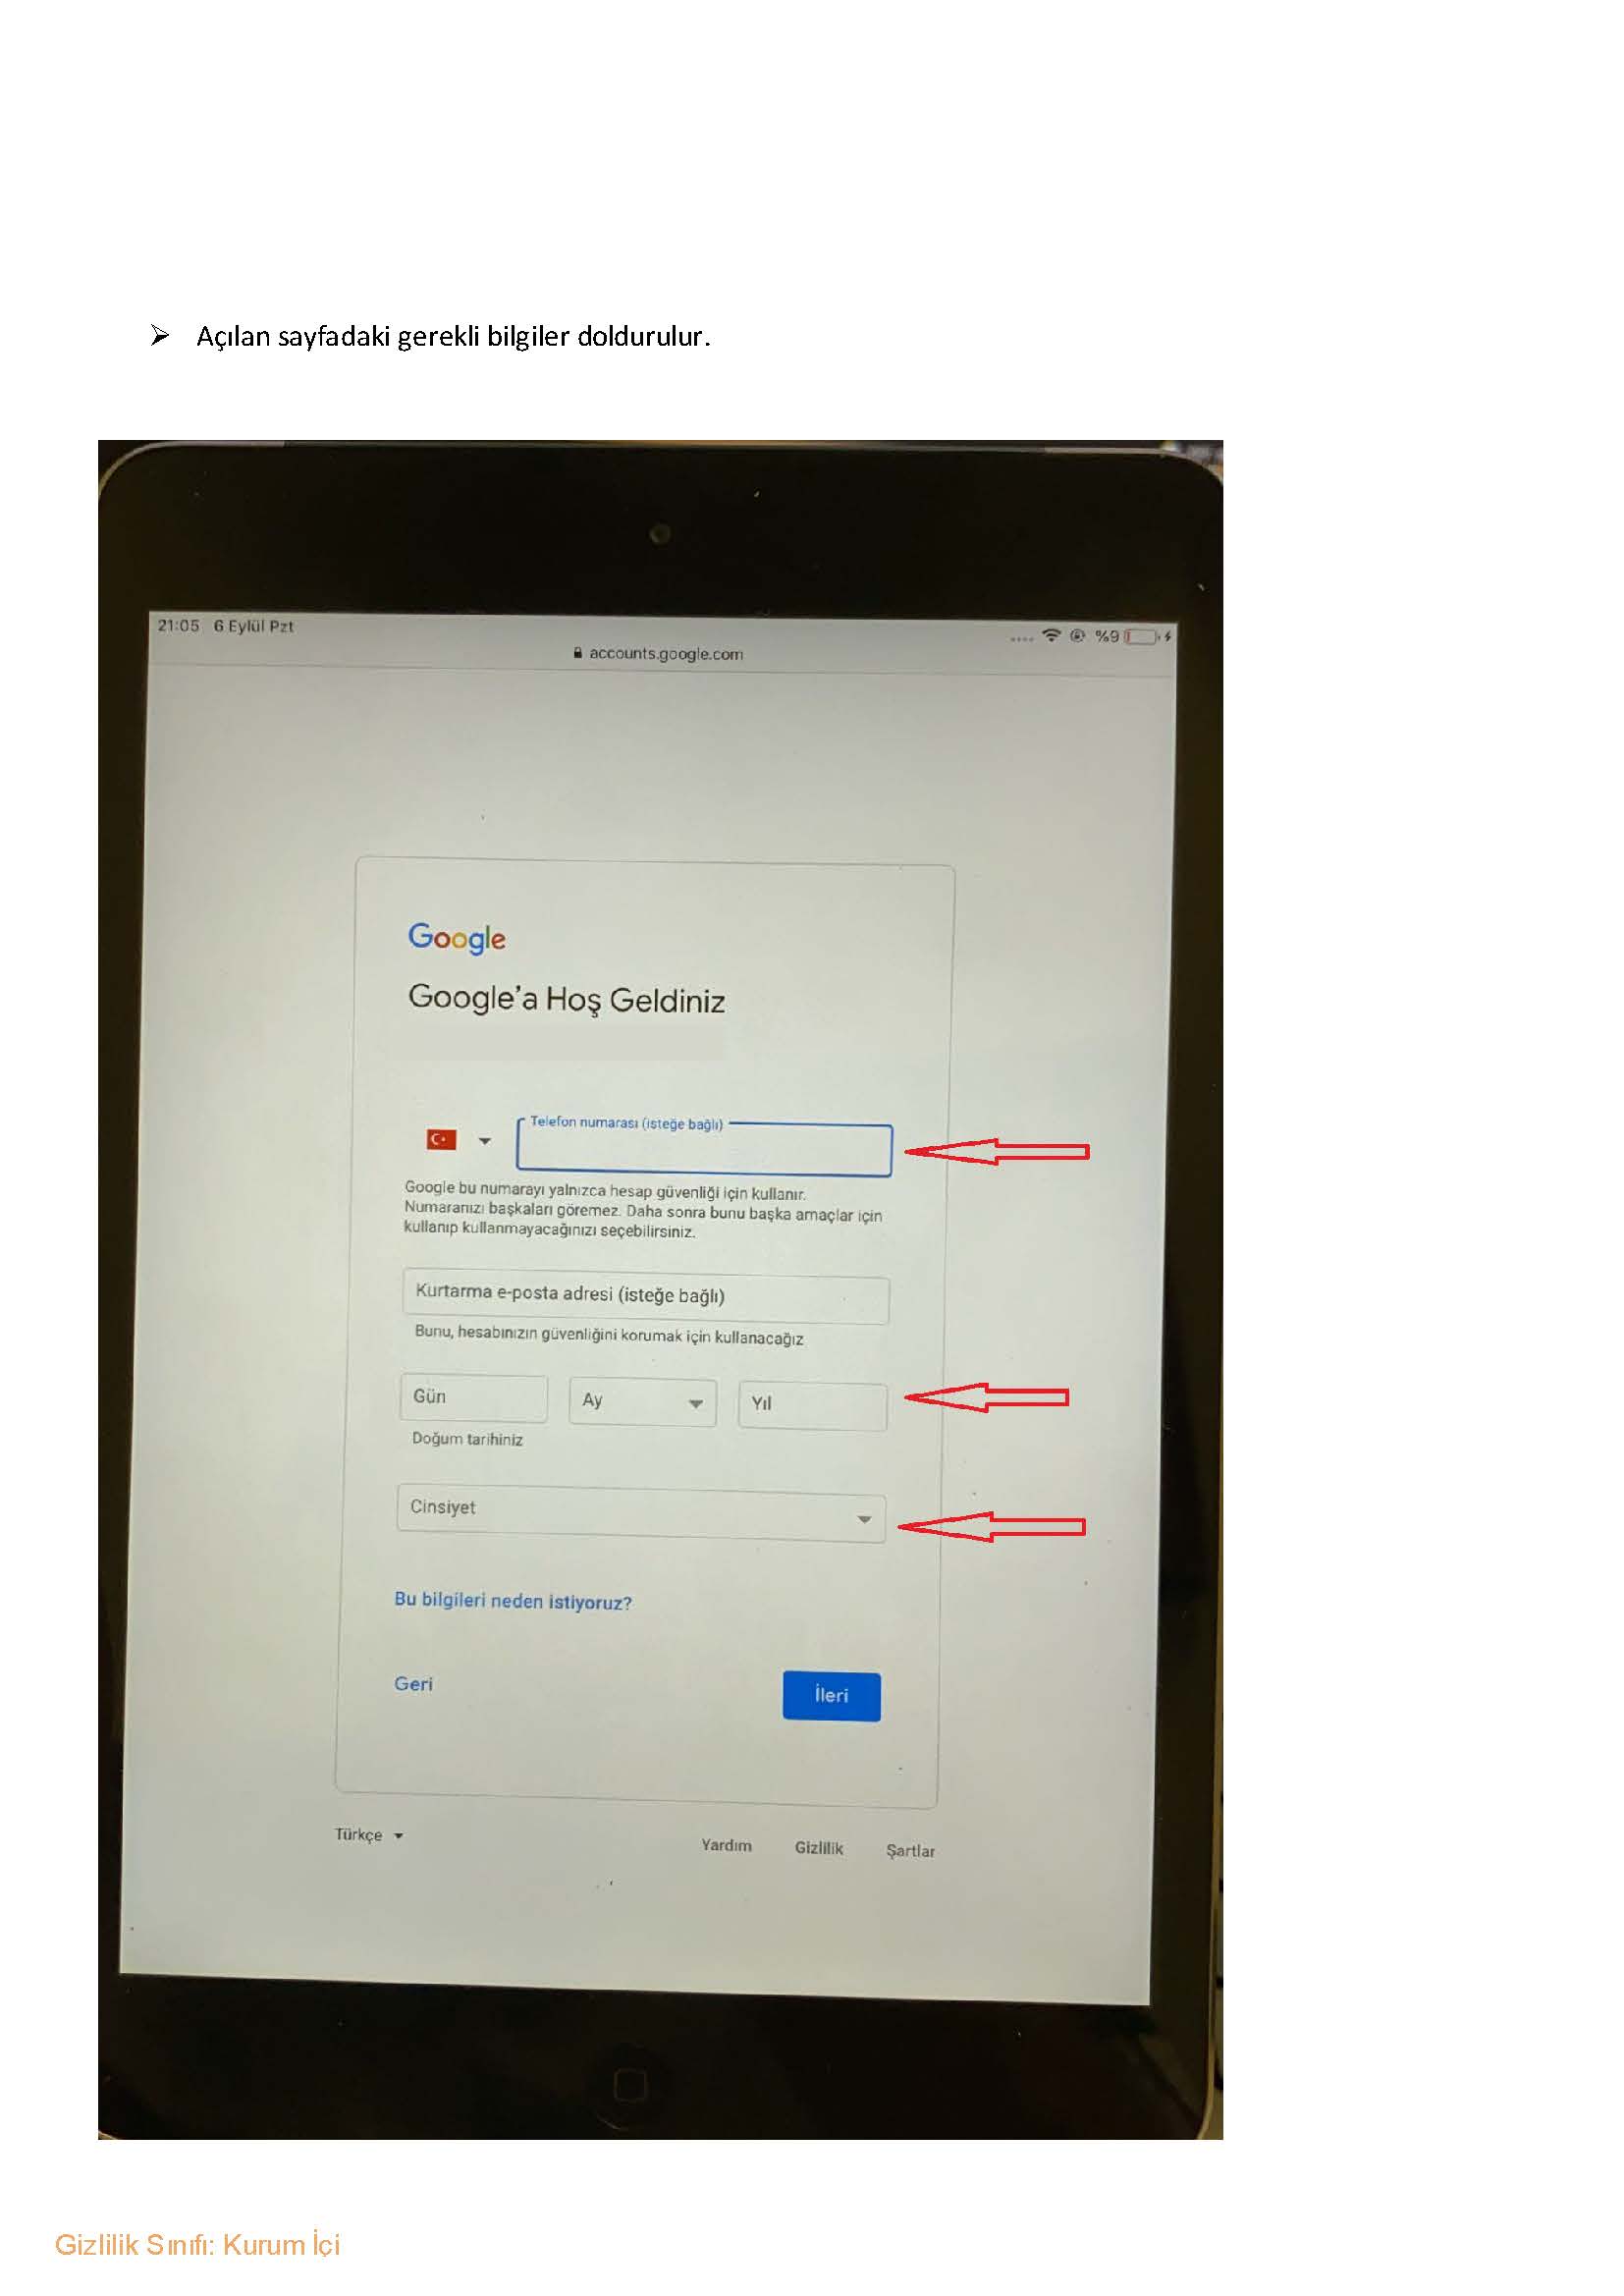 Açılan sayfadaki gerekli bilgiler doldurulur.
21:05 6 Eylül Pzt
%9
accounts.google.com
Google
Google'a Hoş Geldiniz
Telefon numarası (isteğe bağlı)
Google bu numarayı yalnızca hesap güvenliği için kullanır.
Numaranızı başkaları göremez. Daha sonra bunu başka amaçlar için
kullanıp kullanmayacağınızı seçebilirsiniz.
Kurtarma e-posta adresi (isteğe bağlı)
Bunu, hesabınızın güvenliğini korumak için kullanacağız
Gün Ay Yıl
Doğum tarihiniz
Cinsiyet
Bu bilgileri neden istiyoruz?
Geri İleri
Türkçe Yardım Gizlilik Şartlar
Gizlilik Sınıfı: Kurum İçi